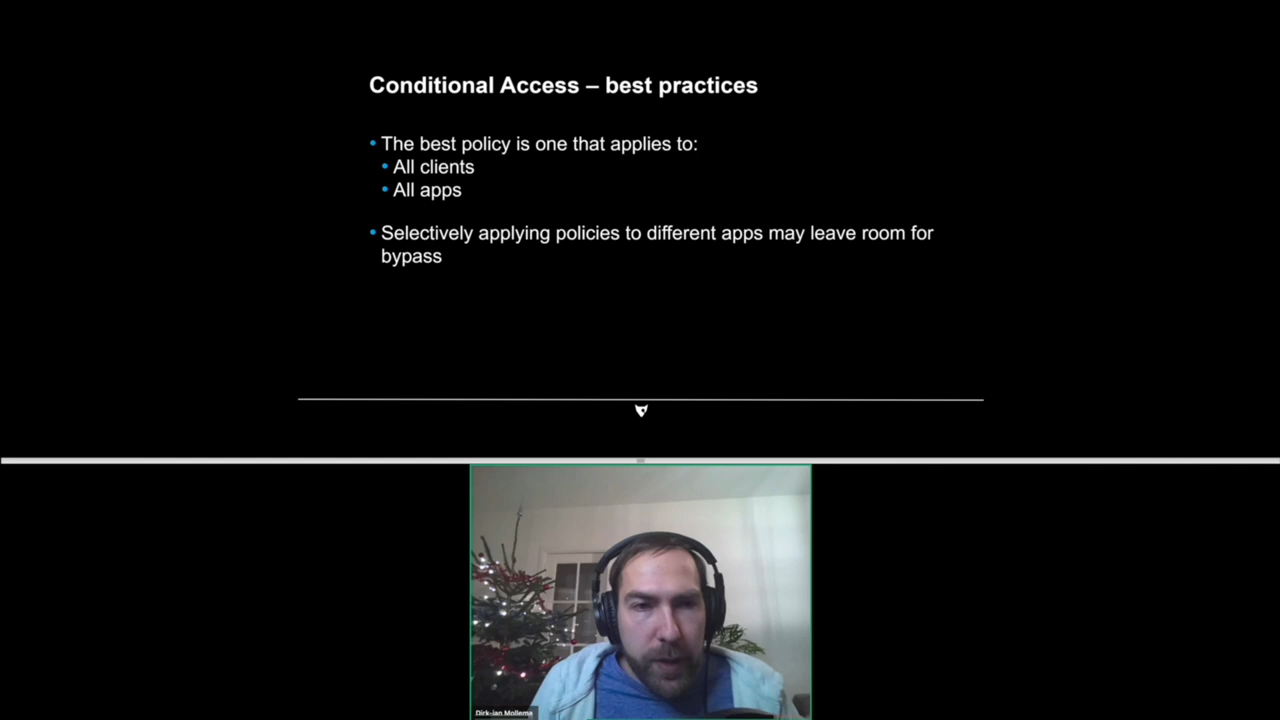 Conditional Access – best practices
• The best policy is one that applies to:
• All clients
• All apps
• Selectively applying policies to different apps may leave room for
bypass
Dirk-jan Mollema